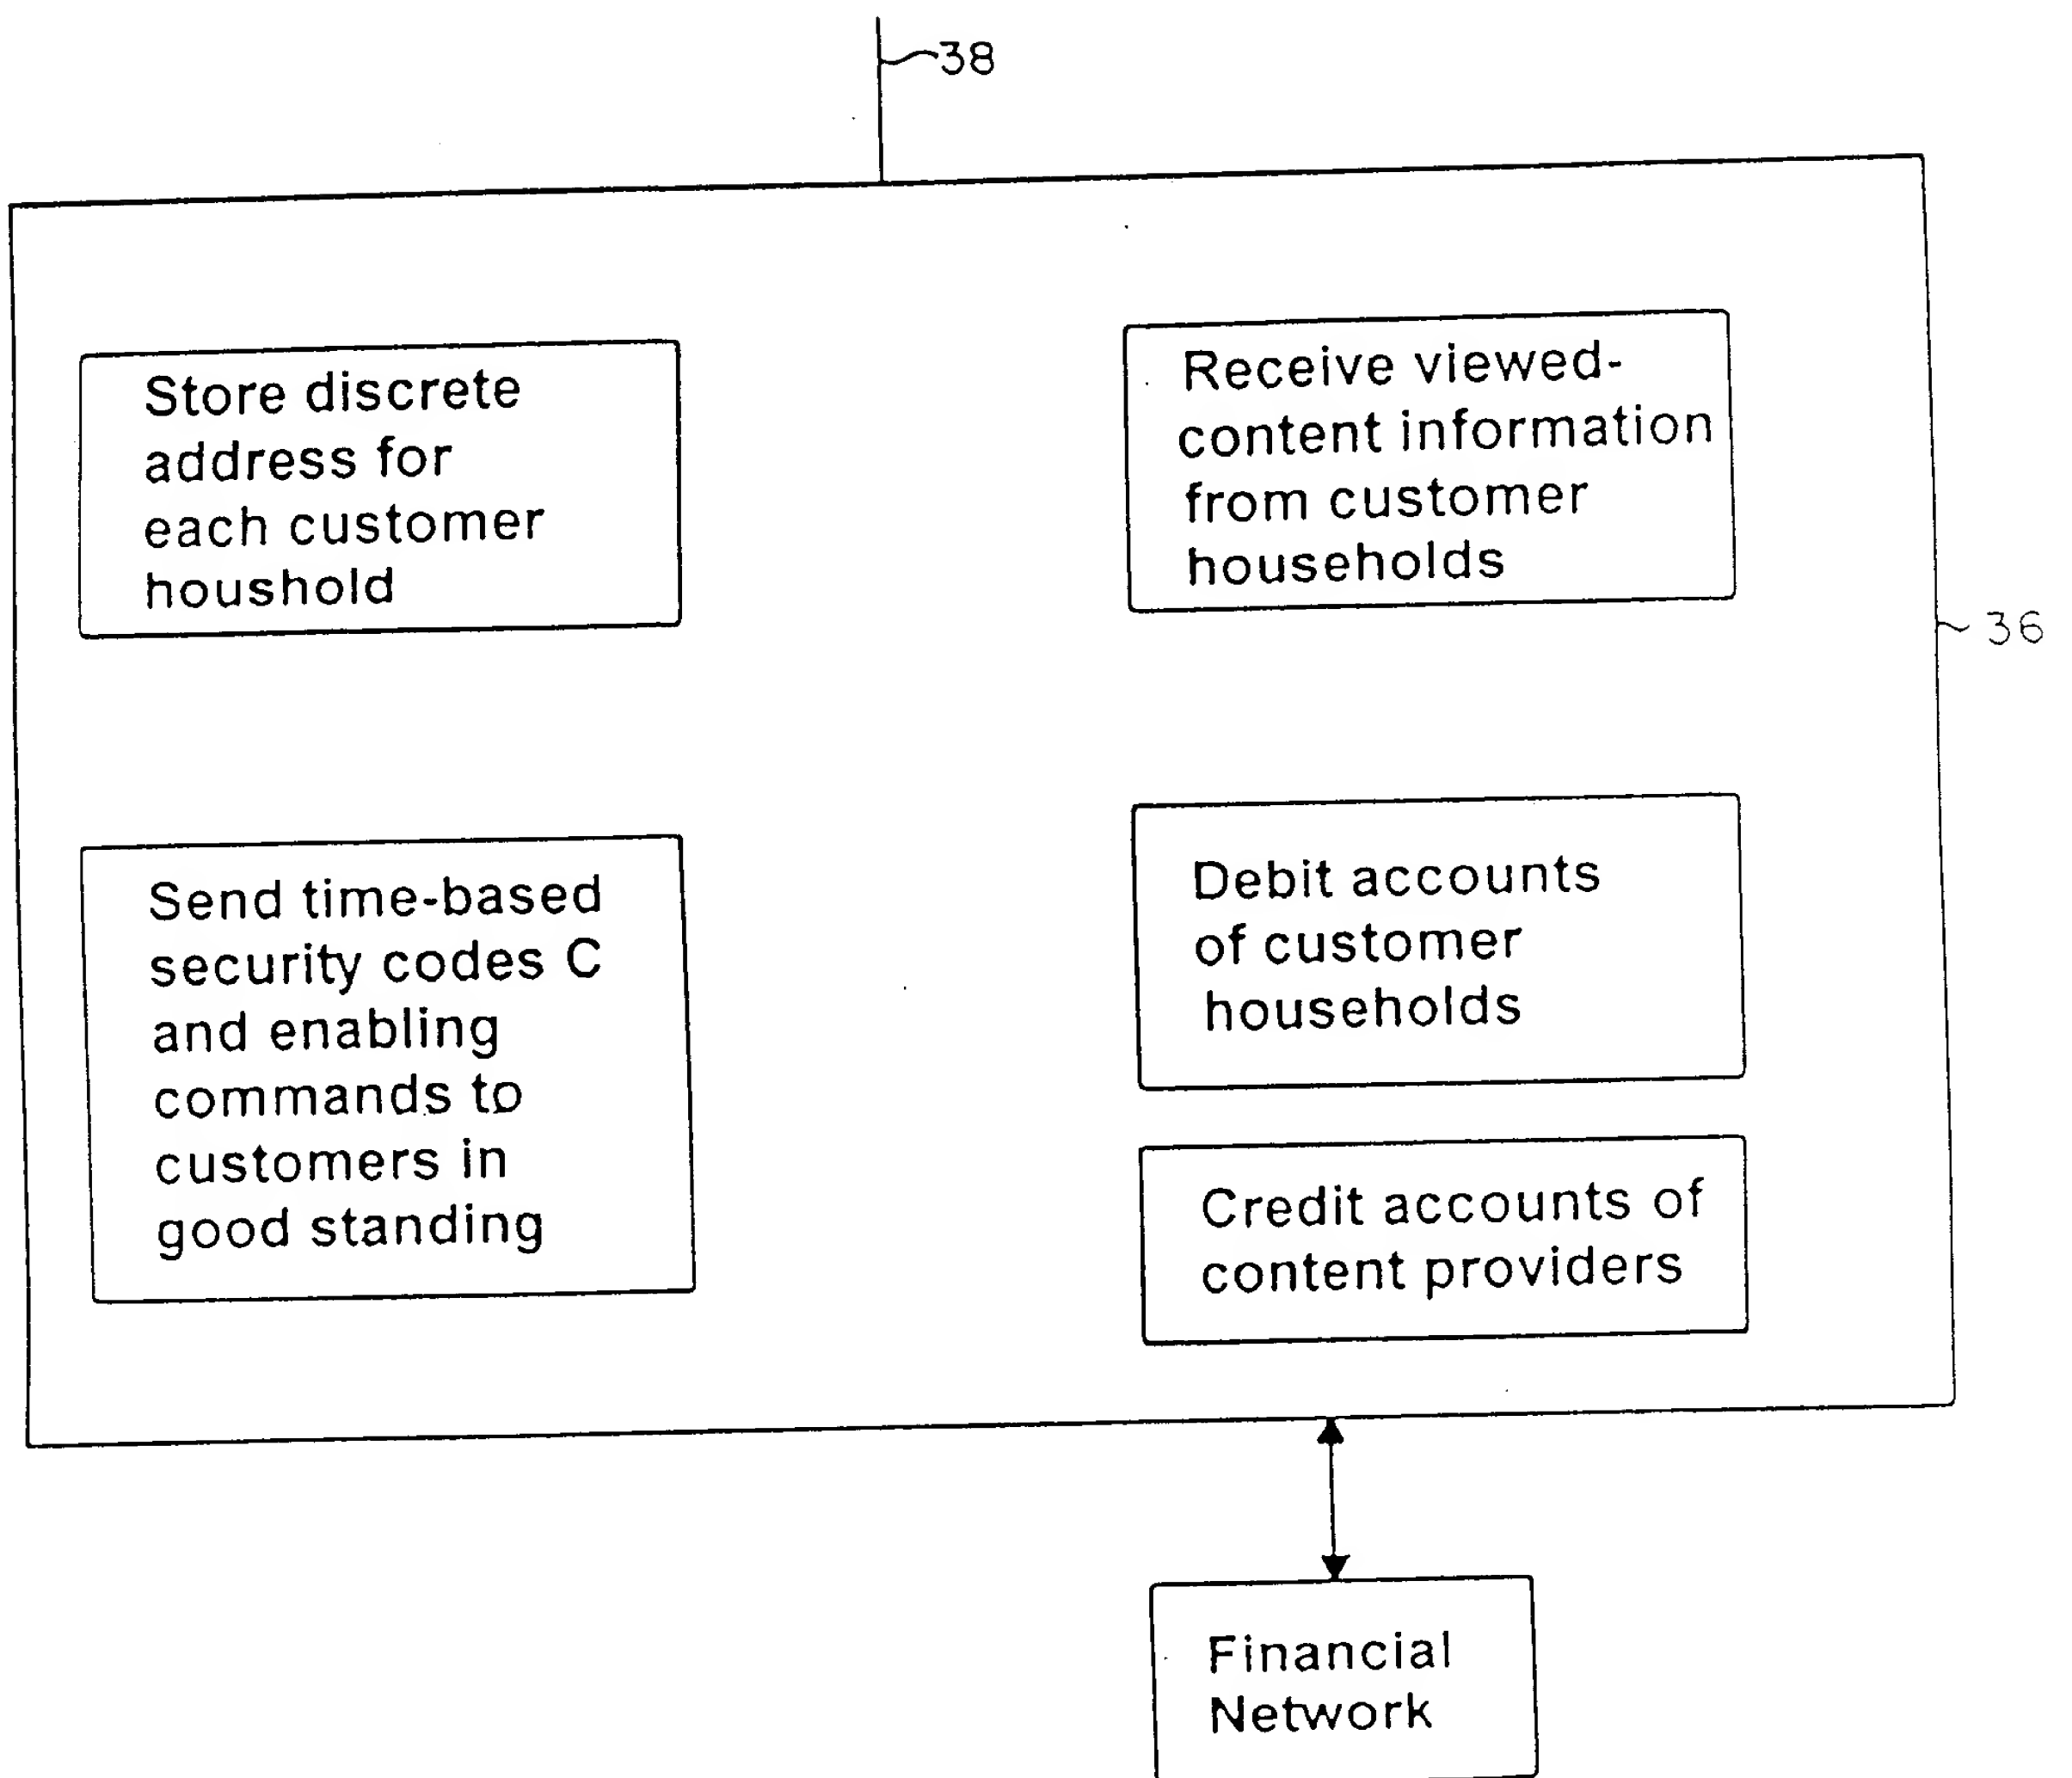 38
Store discrete
address for
each customer
houshold
Receive viewed-
content information
from customer
households
36
Send time-based
security codes C
and enabling
commands to
customers in
good standing
Debit accounts
of customer
households
Credit accounts of
content providers
Financial
Network